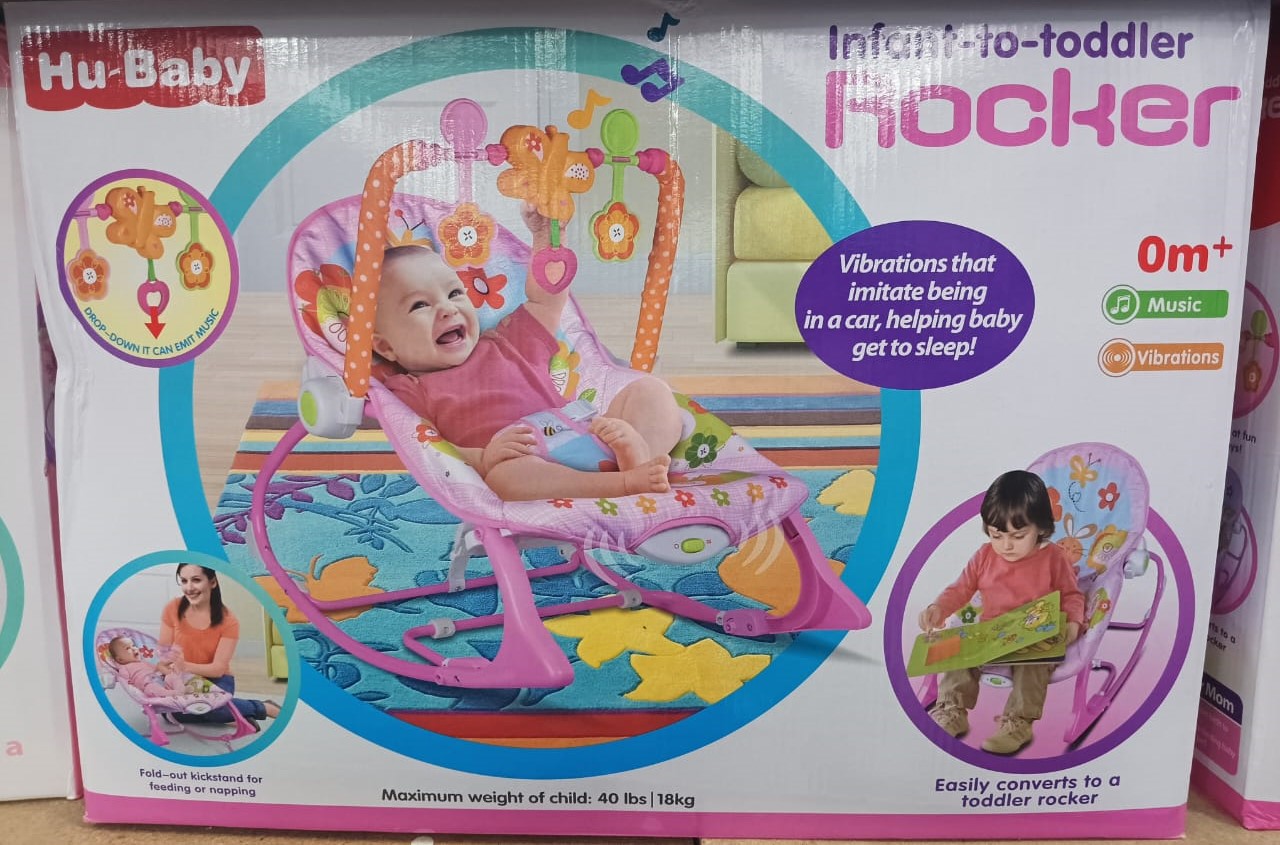 Hu-Baby
Infant-to-toddler
Rocker
DROP-DOWN IT CAN EMIT MUSIC
Vibrations that
imitate being
in a car, helping baby
get to sleep!
0m+
Music
Vibrations
Fold-out kickstand for
feeding or napping
Maximum weight of child: 40 lbs|18kg
Easily converts to a
toddler rocker
a
Mom